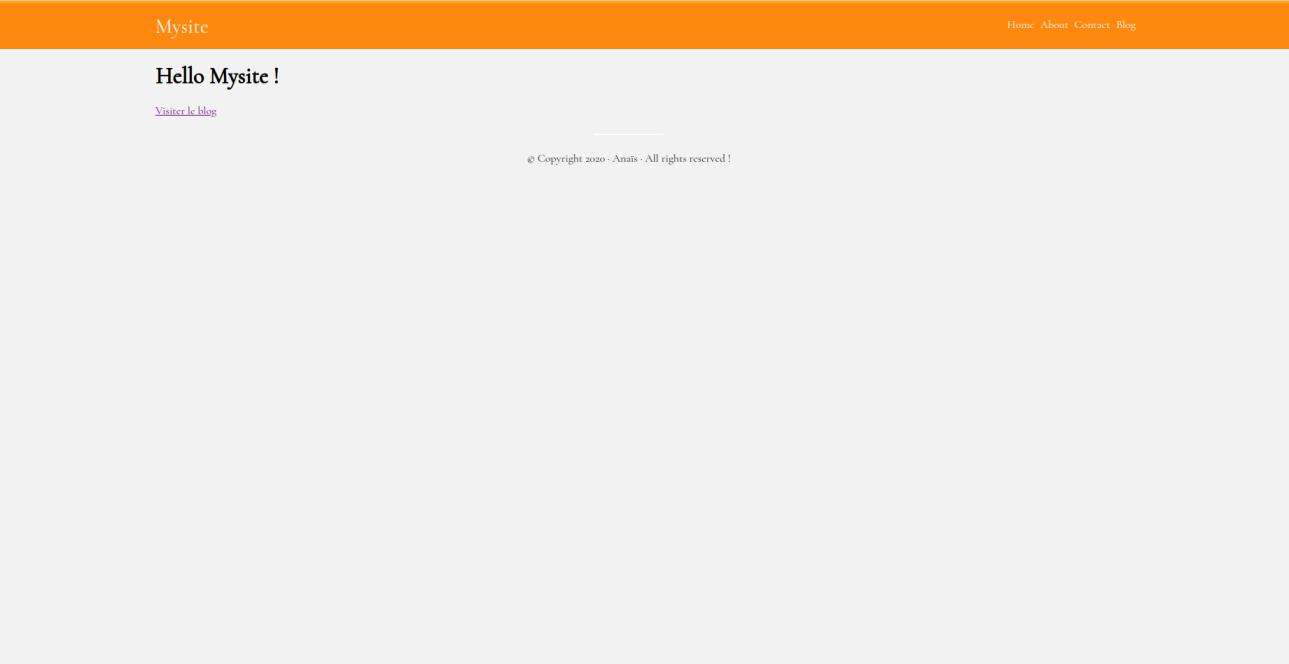 Mysite
Home About Contact Blog
Hello Mysite !
Visiter le blog
© Copyright 2020 · Anaïs · All rights reserved !